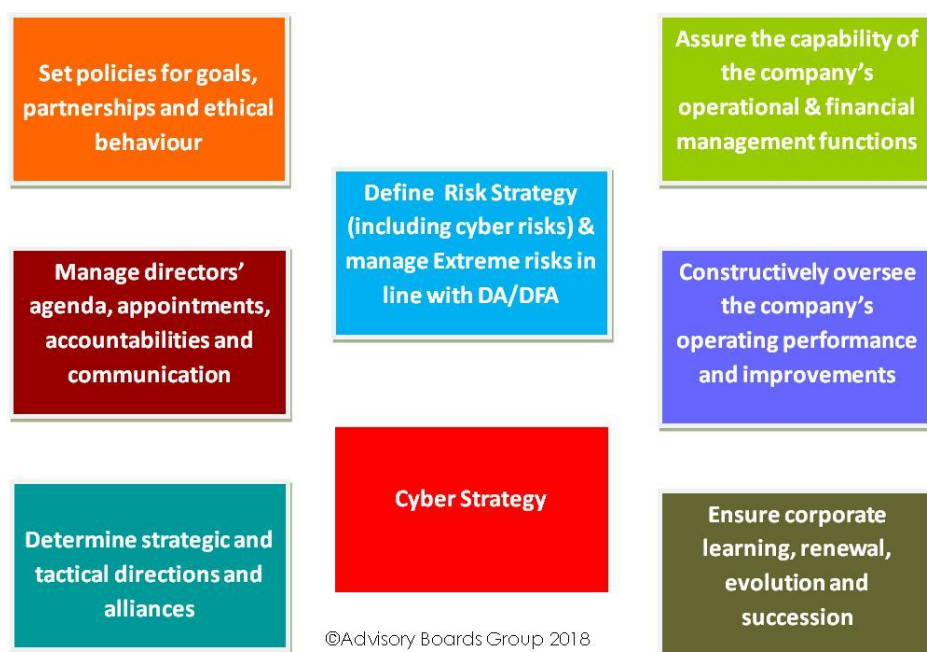 Set policies for goals,
partnerships and ethical
behaviour
Manage directors'
agenda, appointments,
accountabilities and
communication
Determine strategic and
tactical directions and
alliances
Define Risk Strategy
(including cyber risks) &
manage Extreme risks in
line with DA/DFA
Cyber Strategy
Assure the capability of
the company's
operational & financial
management functions
Constructively oversee
the company's
operating performance
and improvements
Ensure corporate
learning, renewal,
evolution and
succession
©Advisory Boards Group 2018